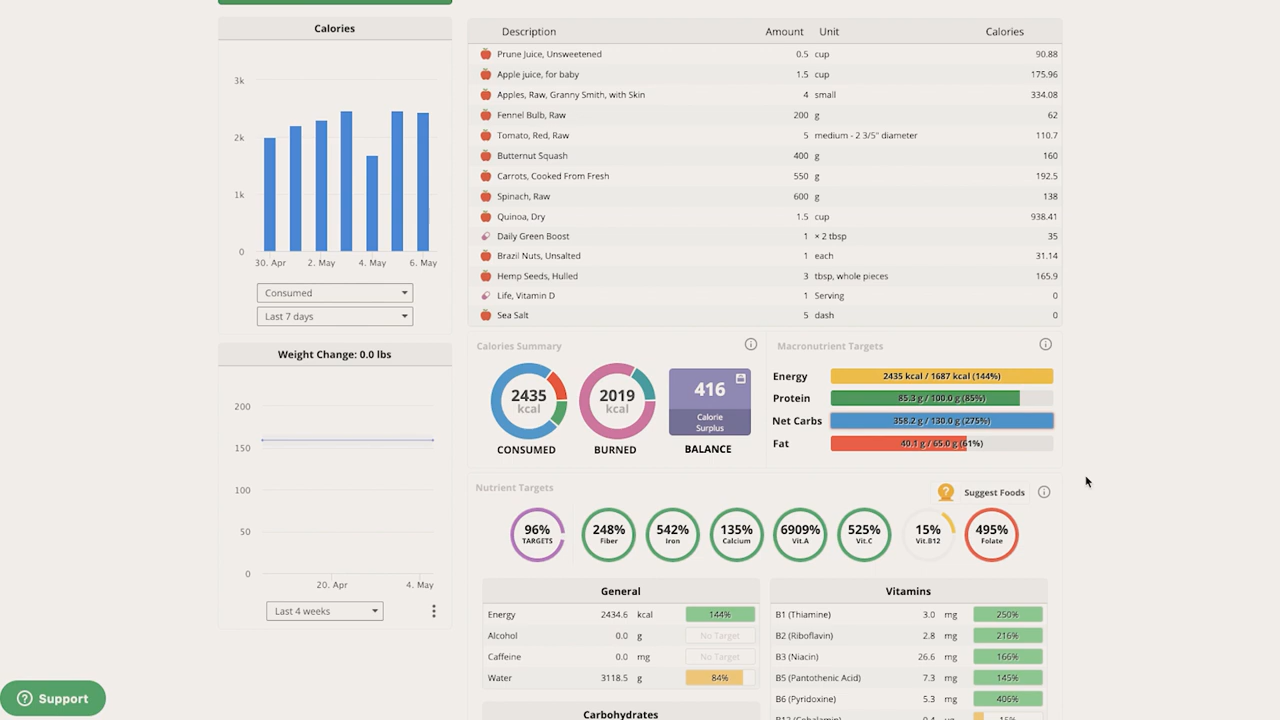 Calories
3k
2k
1k
0
30. Apr 2. May 4. May 6. May
Consumed
Last 7 days
Weight Change: 0.0 lbs
200
150
100
50
0
20. Apr 4. May
Last 4 weeks
Support
Description Amount Unit Calories
Prune Juice, Unsweetened 0.5 cup 90.88
Apple juice, for baby 1.5 cup 175.96
Apples, Raw, Granny Smith, with Skin 4 small 334.08
Fennel Bulb, Raw 200 g 62
Tomato, Red, Raw 5 medium - 2 3/5" diameter 110.7
Butternut Squash 400 g 160
Carrots, Cooked From Fresh 550 g 192.5
Spinach, Raw 600 g 138
Quinoa, Dry 1.5 cup 938.41
Daily Green Boost 1 × 2 tbsp 35
Brazil Nuts, Unsalted 1 each 31.14
Hemp Seeds, Hulled 3 tbsp, whole pieces 165.9
Life, Vitamin D 1 Serving 0
Sea Salt 5 dash 0
Calories Summary
2435
kcal
CONSUMED
2019
kcal
BURNED
416
Calorie
Surplus
BALANCE
Macronutrient Targets
Energy 2435 kcal / 1687 kcal (144%)
Protein 85.3 g / 100.0 g (85%)
Net Carbs 358.2 g / 130.0 g (275%)
Fat 40.1 g / 65.0 g (61%)
Nutrient Targets
Suggest Foods
96% TARGETS
248% Fiber
542% Iron
135% Calcium
6909% Vit.A
525% Vit.C
15% Vit.B12
495% Folate
General
Energy 2434.6 kcal 144%
Alcohol 0.0 g No Target
Caffeine 0.0 mg No Target
Water 3118.5 g 84%
Carbohydrates
Vitamins
B1 (Thiamine) 3.0 mg 250%
B2 (Riboflavin) 2.8 mg 216%
B3 (Niacin) 26.6 mg 166%
B5 (Pantothenic Acid) 7.3 mg 145%
B6 (Pyridoxine) 5.3 mg 406%
B12 (Cobalamin) 0.4 mg 15%